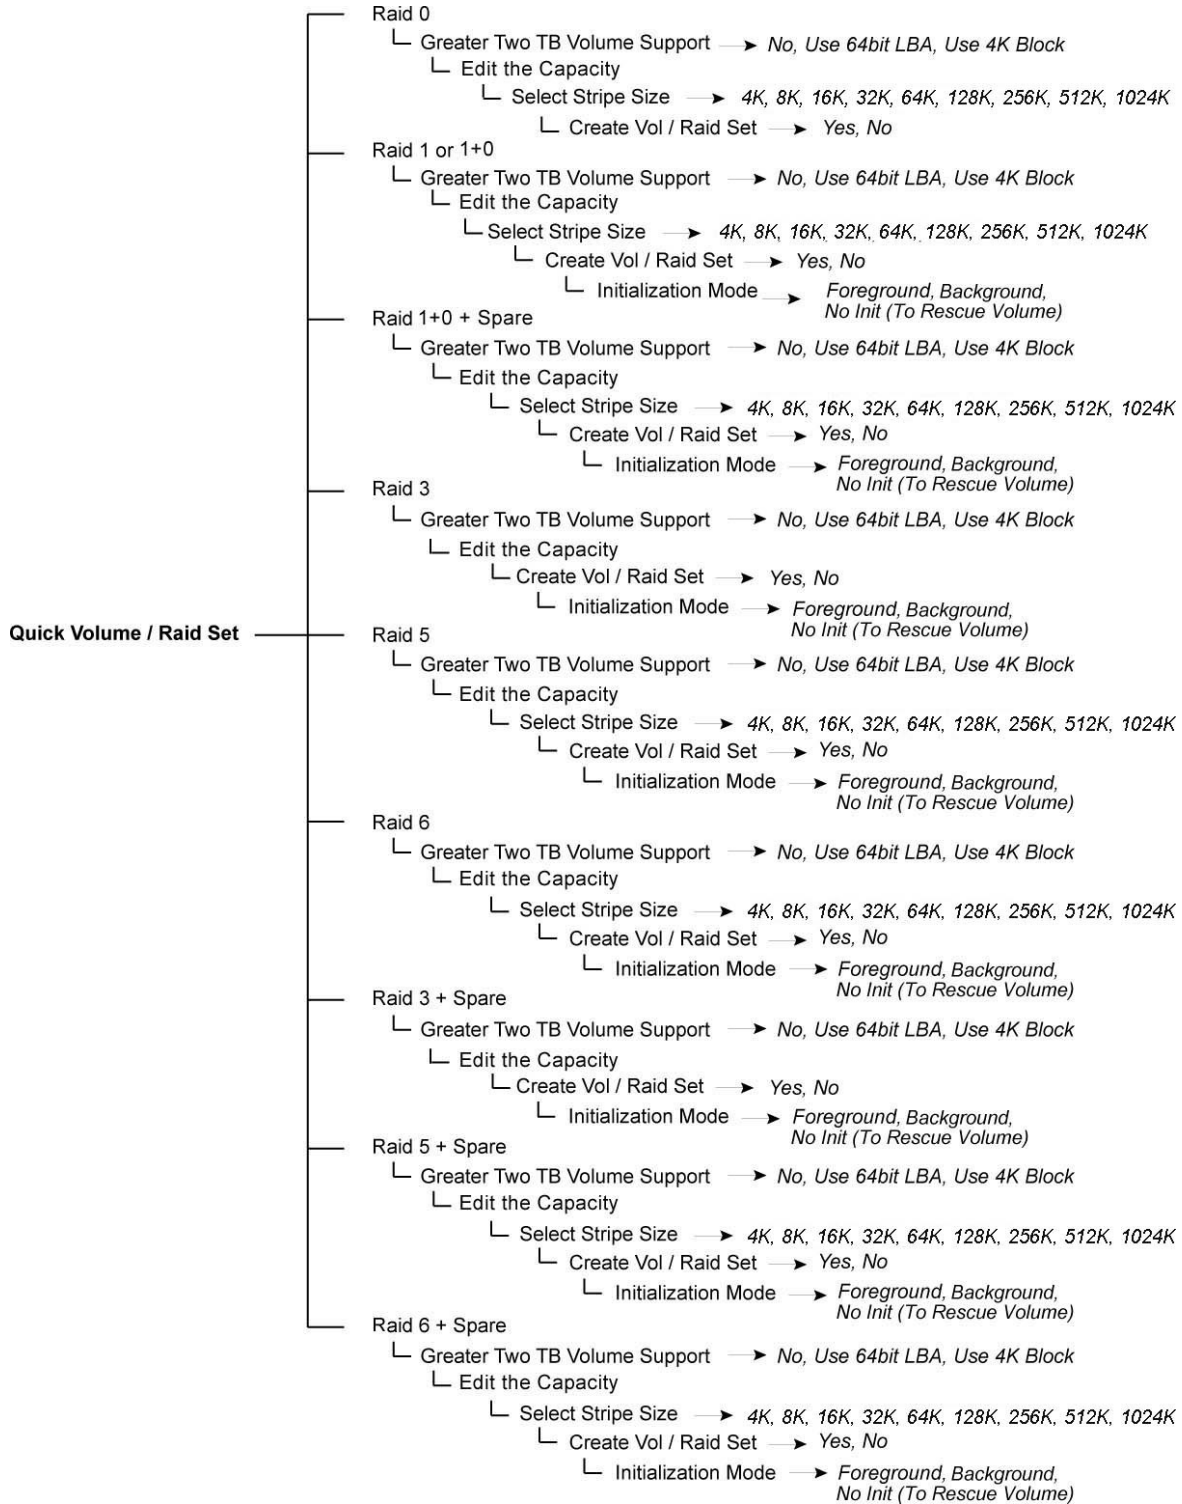 Raid 0
Greater Two TB Volume Support No, Use 64bit LBA, Use 4K Block
Edit the Capacity
Select Stripe Size 4K, 8K, 16K, 32K, 64K, 128K, 256K, 512K, 1024K
Create Vol / Raid Set Yes, No
Raid 1 or 1+0
Greater Two TB Volume Support No, Use 64bit LBA, Use 4K Block
Edit the Capacity
Select Stripe Size 4K, 8K, 16K, 32K, 64K, 128K, 256K, 512K, 1024K
Create Vol / Raid Set Yes, No
Initialization Mode Foreground, Background,
No Init (To Rescue Volume)
Raid 1+0 + Spare
Greater Two TB Volume Support No, Use 64bit LBA, Use 4K Block
Edit the Capacity
Select Stripe Size 4K, 8K, 16K, 32K, 64K, 128K, 256K, 512K, 1024K
Create Vol / Raid Set Yes, No
Initialization Mode Foreground, Background,
No Init (To Rescue Volume)
Raid 3
Greater Two TB Volume Support No, Use 64bit LBA, Use 4K Block
Edit the Capacity
Create Vol / Raid Set Yes, No
Initialization Mode Foreground, Background,
No Init (To Rescue Volume)
Quick Volume / Raid Set
Raid 5
Greater Two TB Volume Support No, Use 64bit LBA, Use 4K Block
Edit the Capacity
Select Stripe Size 4K, 8K, 16K, 32K, 64K, 128K, 256K, 512K, 1024K
Create Vol / Raid Set Yes, No
Initialization Mode Foreground, Background,
No Init (To Rescue Volume)
Raid 6
Greater Two TB Volume Support No, Use 64bit LBA, Use 4K Block
Edit the Capacity
Select Stripe Size 4K, 8K, 16K, 32K, 64K, 128K, 256K, 512K, 1024K
Create Vol / Raid Set Yes, No
Initialization Mode Foreground, Background,
No Init (To Rescue Volume)
Raid 3 + Spare
Greater Two TB Volume Support No, Use 64bit LBA, Use 4K Block
Edit the Capacity
Create Vol / Raid Set Yes, No
Initialization Mode Foreground, Background,
No Init (To Rescue Volume)
Raid 5 + Spare
Greater Two TB Volume Support No, Use 64bit LBA, Use 4K Block
Edit the Capacity
Select Stripe Size 4K, 8K, 16K, 32K, 64K, 128K, 256K, 512K, 1024K
Create Vol / Raid Set Yes, No
Initialization Mode Foreground, Background,
No Init (To Rescue Volume)
Raid 6 + Spare
Greater Two TB Volume Support No, Use 64bit LBA, Use 4K Block
Edit the Capacity
Select Stripe Size 4K, 8K, 16K, 32K, 64K, 128K, 256K, 512K, 1024K
Create Vol / Raid Set Yes, No
Initialization Mode Foreground, Background,
No Init (To Rescue Volume)